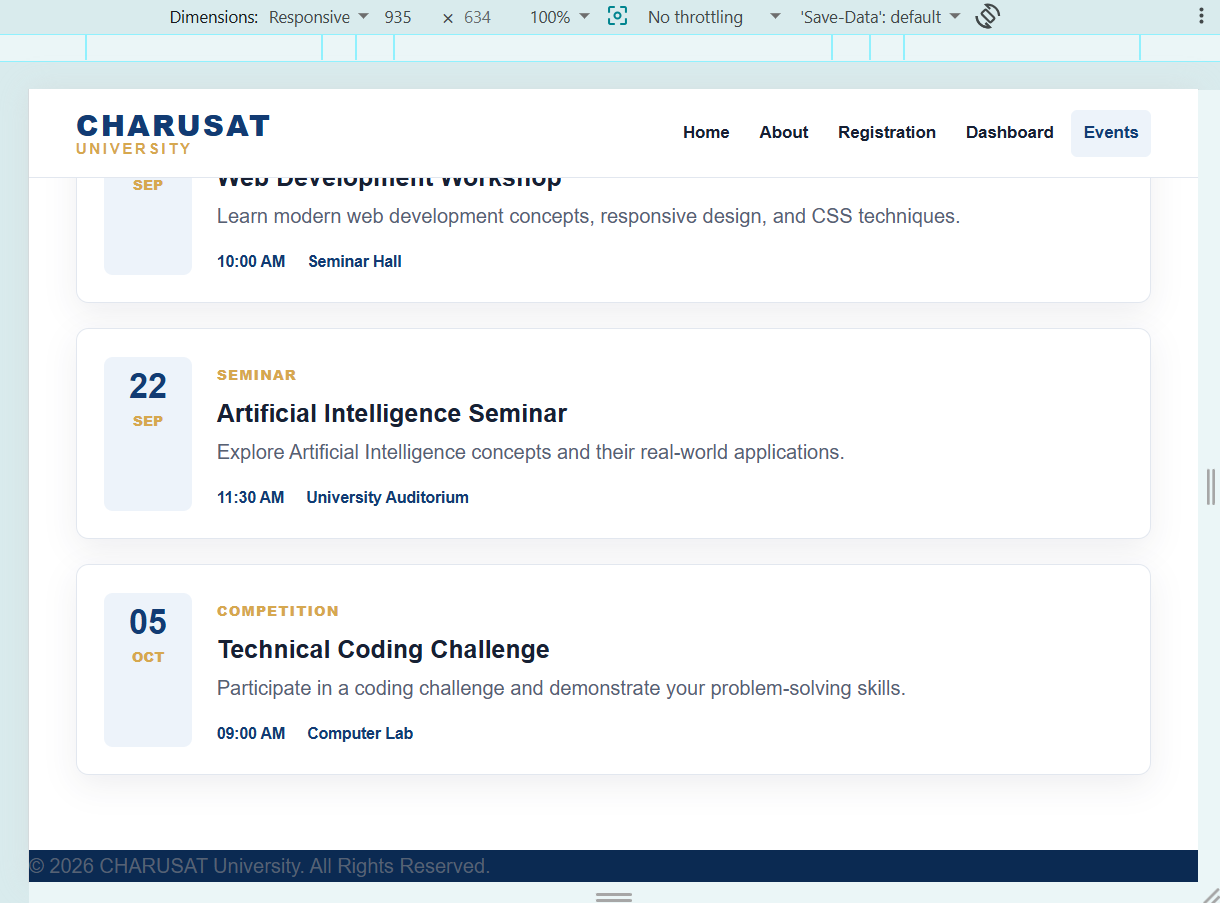 Dimensions: Responsive 935 × 634 100% No throttling 'Save-Data': default
CHARUSAT
UNIVERSITY
Home About Registration Dashboard Events
SEP
Web Development Workshop
Learn modern web development concepts, responsive design, and CSS techniques.
10:00 AM Seminar Hall
22
SEP
SEMINAR
Artificial Intelligence Seminar
Explore Artificial Intelligence concepts and their real-world applications.
11:30 AM University Auditorium
05
OCT
COMPETITION
Technical Coding Challenge
Participate in a coding challenge and demonstrate your problem-solving skills.
09:00 AM Computer Lab
© 2026 CHARUSAT University. All Rights Reserved.